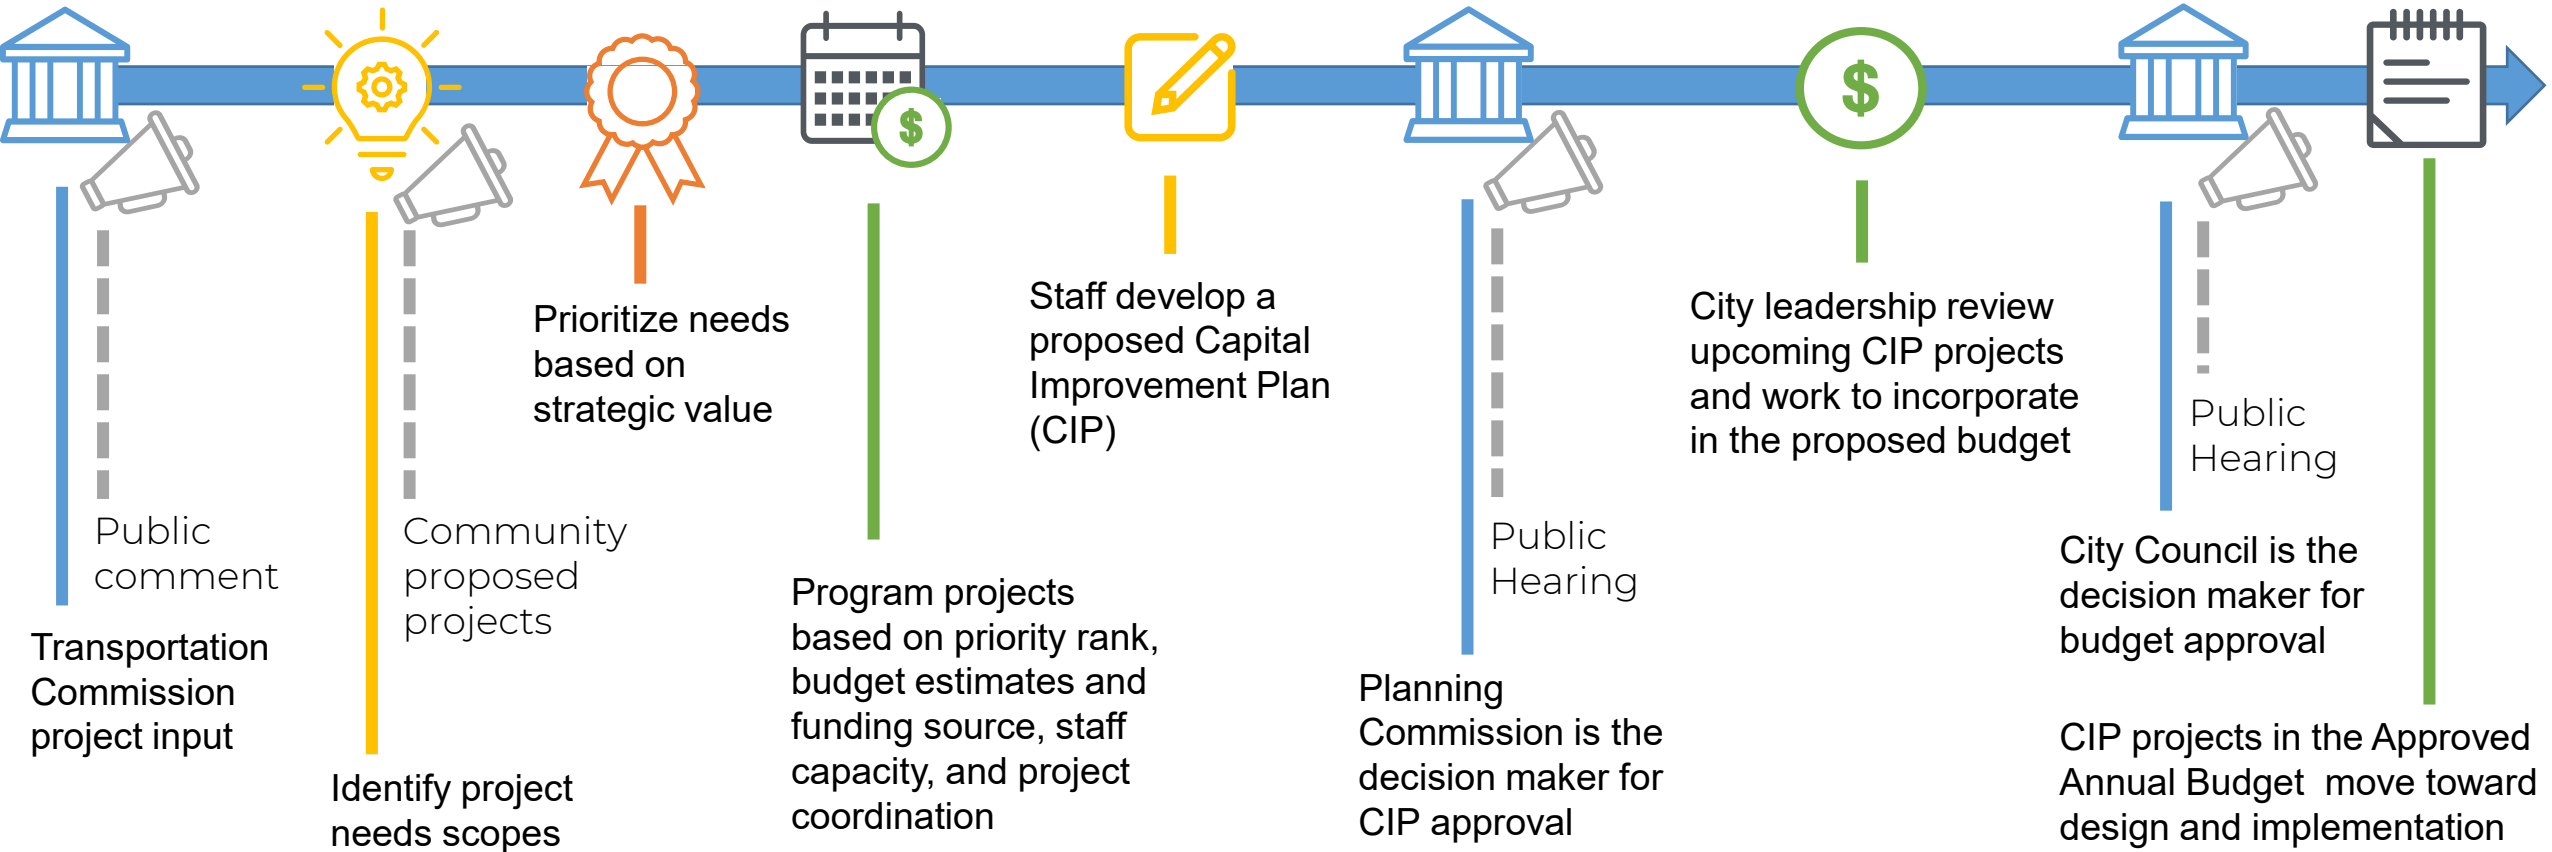 Public
comment
Transportation
Commission
project input
Community
proposed
projects
Identify project
needs scopes
Prioritize needs
based on
strategic value
$
Program projects
based on priority rank,
budget estimates and
funding source, staff
capacity, and project
coordination
Staff develop a
proposed Capital
Improvement Plan
(CIP)
Public
Hearing
Planning
Commission is the
decision maker for
CIP approval
$
City leadership review
upcoming CIP projects
and work to incorporate
in the proposed budget
Public
Hearing
City Council is the
decision maker for
budget approval
CIP projects in the Approved
Annual Budget  move toward
design and implementation